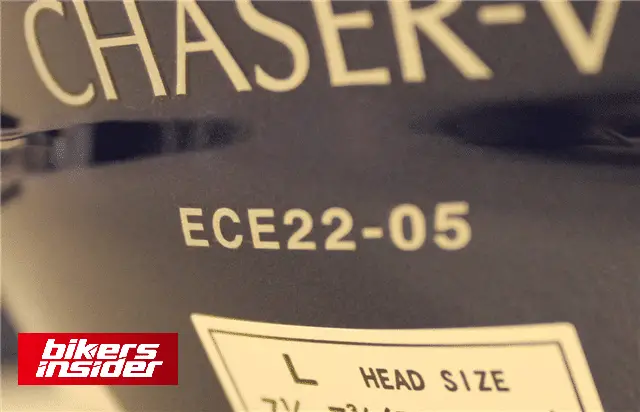 CHASER-V
ECE22-05
L HEAD SIZE
bikers
insider